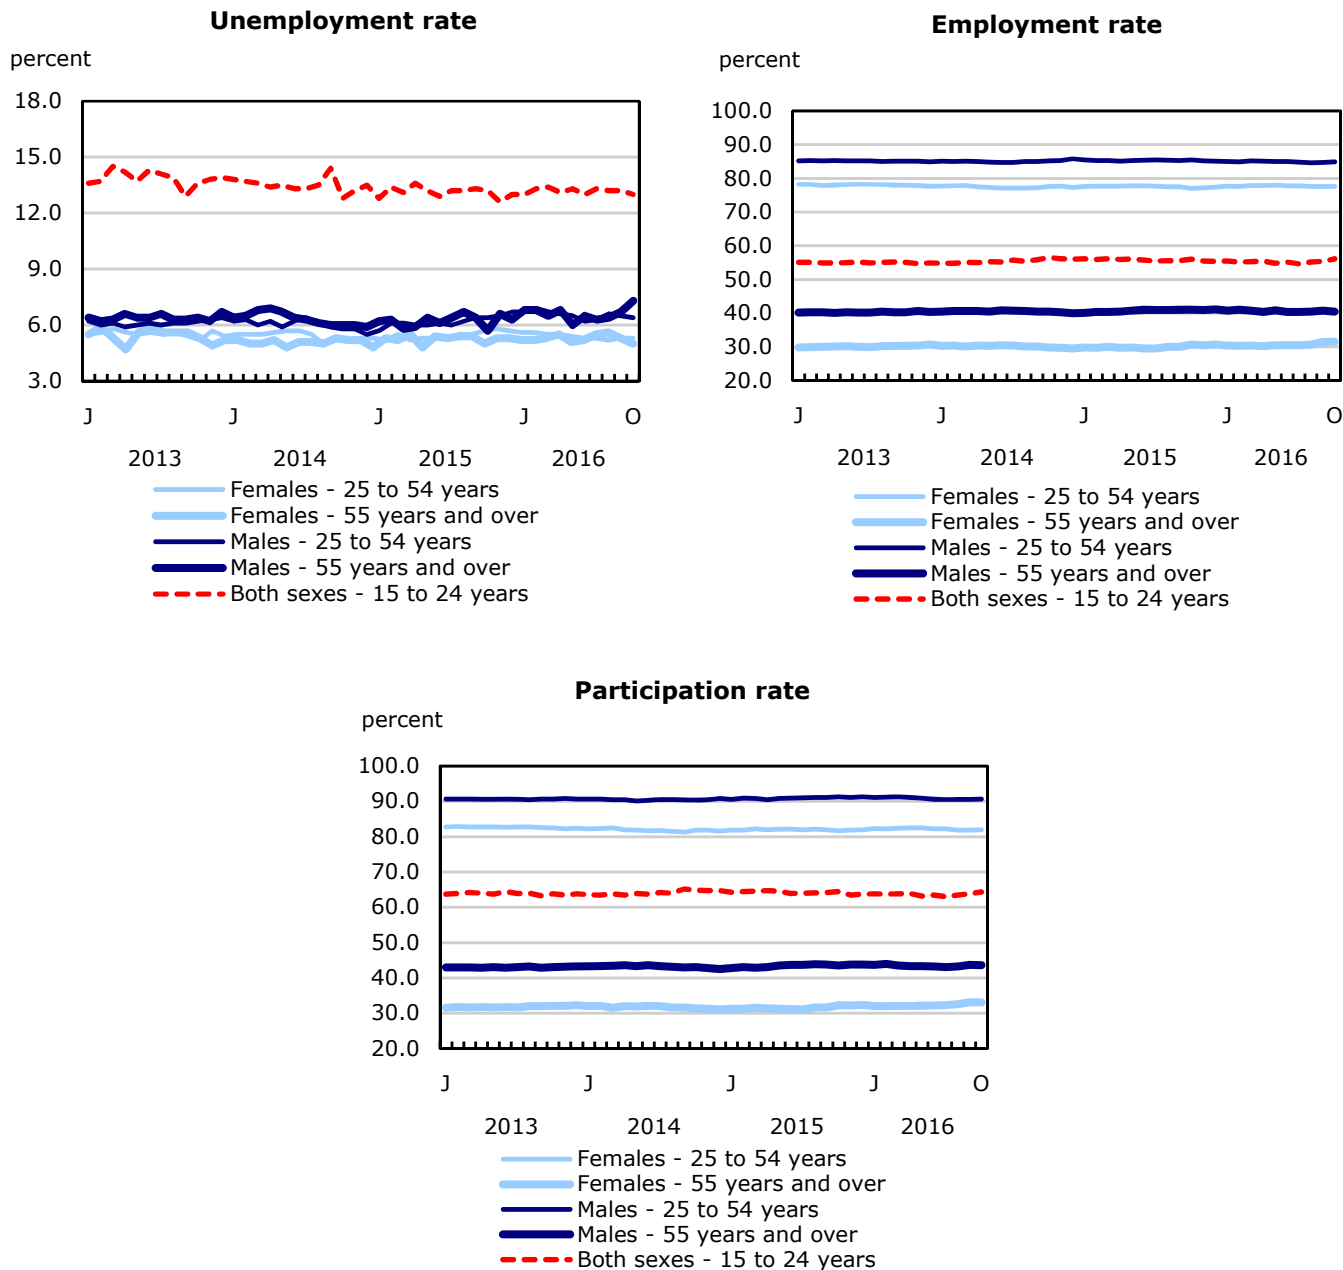 Unemployment rate
percent
18.0
15.0
12.0
9.0
6.0
3.0
J J J J O
2013 2014 2015 2016
Females - 25 to 54 years
Females - 55 years and over
Males - 25 to 54 years
Males - 55 years and over
Both sexes - 15 to 24 years
Employment rate
percent
100.0
90.0
80.0
70.0
60.0
50.0
40.0
30.0
20.0
J J J J O
2013 2014 2015 2016
Females - 25 to 54 years
Females - 55 years and over
Males - 25 to 54 years
Males - 55 years and over
Both sexes - 15 to 24 years
Participation rate
percent
100.0
90.0
80.0
70.0
60.0
50.0
40.0
30.0
20.0
J J J J O
2013 2014 2015 2016
Females - 25 to 54 years
Females - 55 years and over
Males - 25 to 54 years
Males - 55 years and over
Both sexes - 15 to 24 years